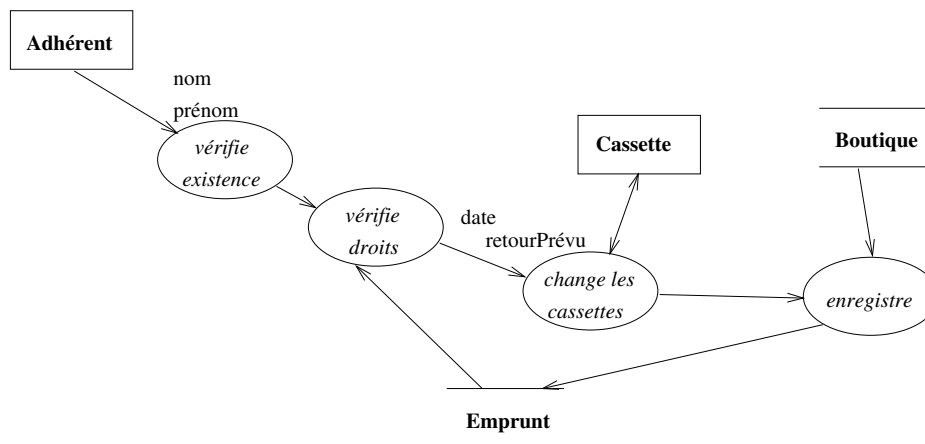 Adhérent
nom
prénom
vérifie
existence
Cassette
Boutique
vérifie
droits
date
retourPrévu
change les
cassettes
enregistre
Emprunt